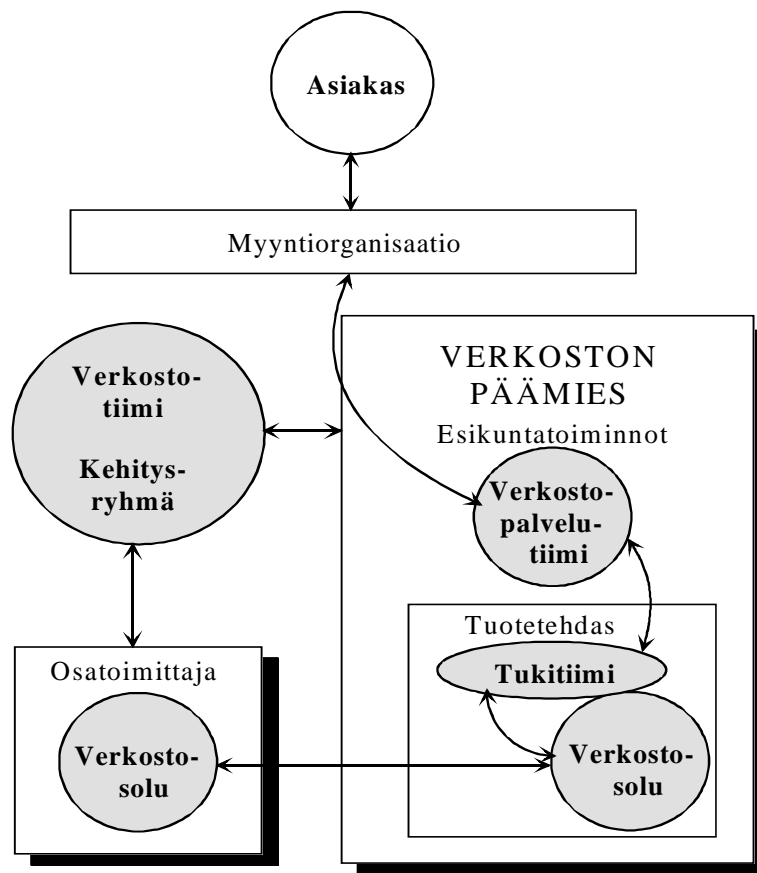 Asiakas
Myyntiorganisaatio
Verkosto-
tiimi
Kehitys-
ryhmä
VERKOSTON
PÄÄMIES
Esikuntatoiminnot
Verkosto-
palvelu-
tiimi
Tuotetehdas
Tukitiimi
Verkosto-
solu
Osatoimittaja
Verkosto-
solu